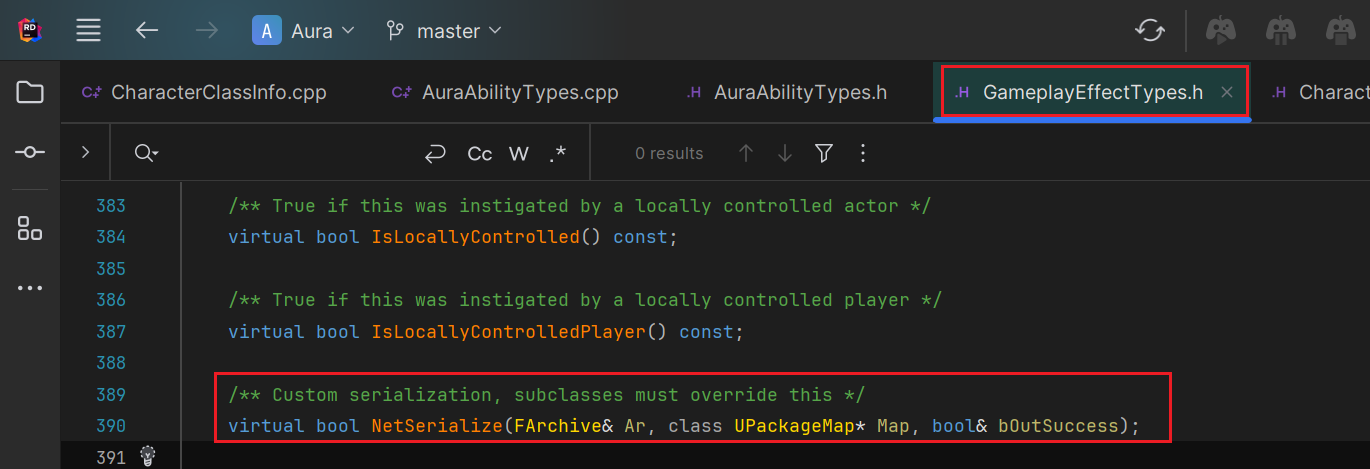 RD A Aura master
CharacterClassInfo.cpp AuraAbilityTypes.cpp .H AuraAbilityTypes.h .H GameplayEffectTypes.h .H Charact
Cc W .* 0 results
383 /** True if this was instigated by a locally controlled actor */
384 virtual bool IsLocallyControlled() const;
385
386 /** True if this was instigated by a locally controlled player */
387 virtual bool IsLocallyControlledPlayer() const;
388
389 /** Custom serialization, subclasses must override this */
390 virtual bool NetSerialize(FArchive& Ar, class UPackageMap* Map, bool& bOutSuccess);
391